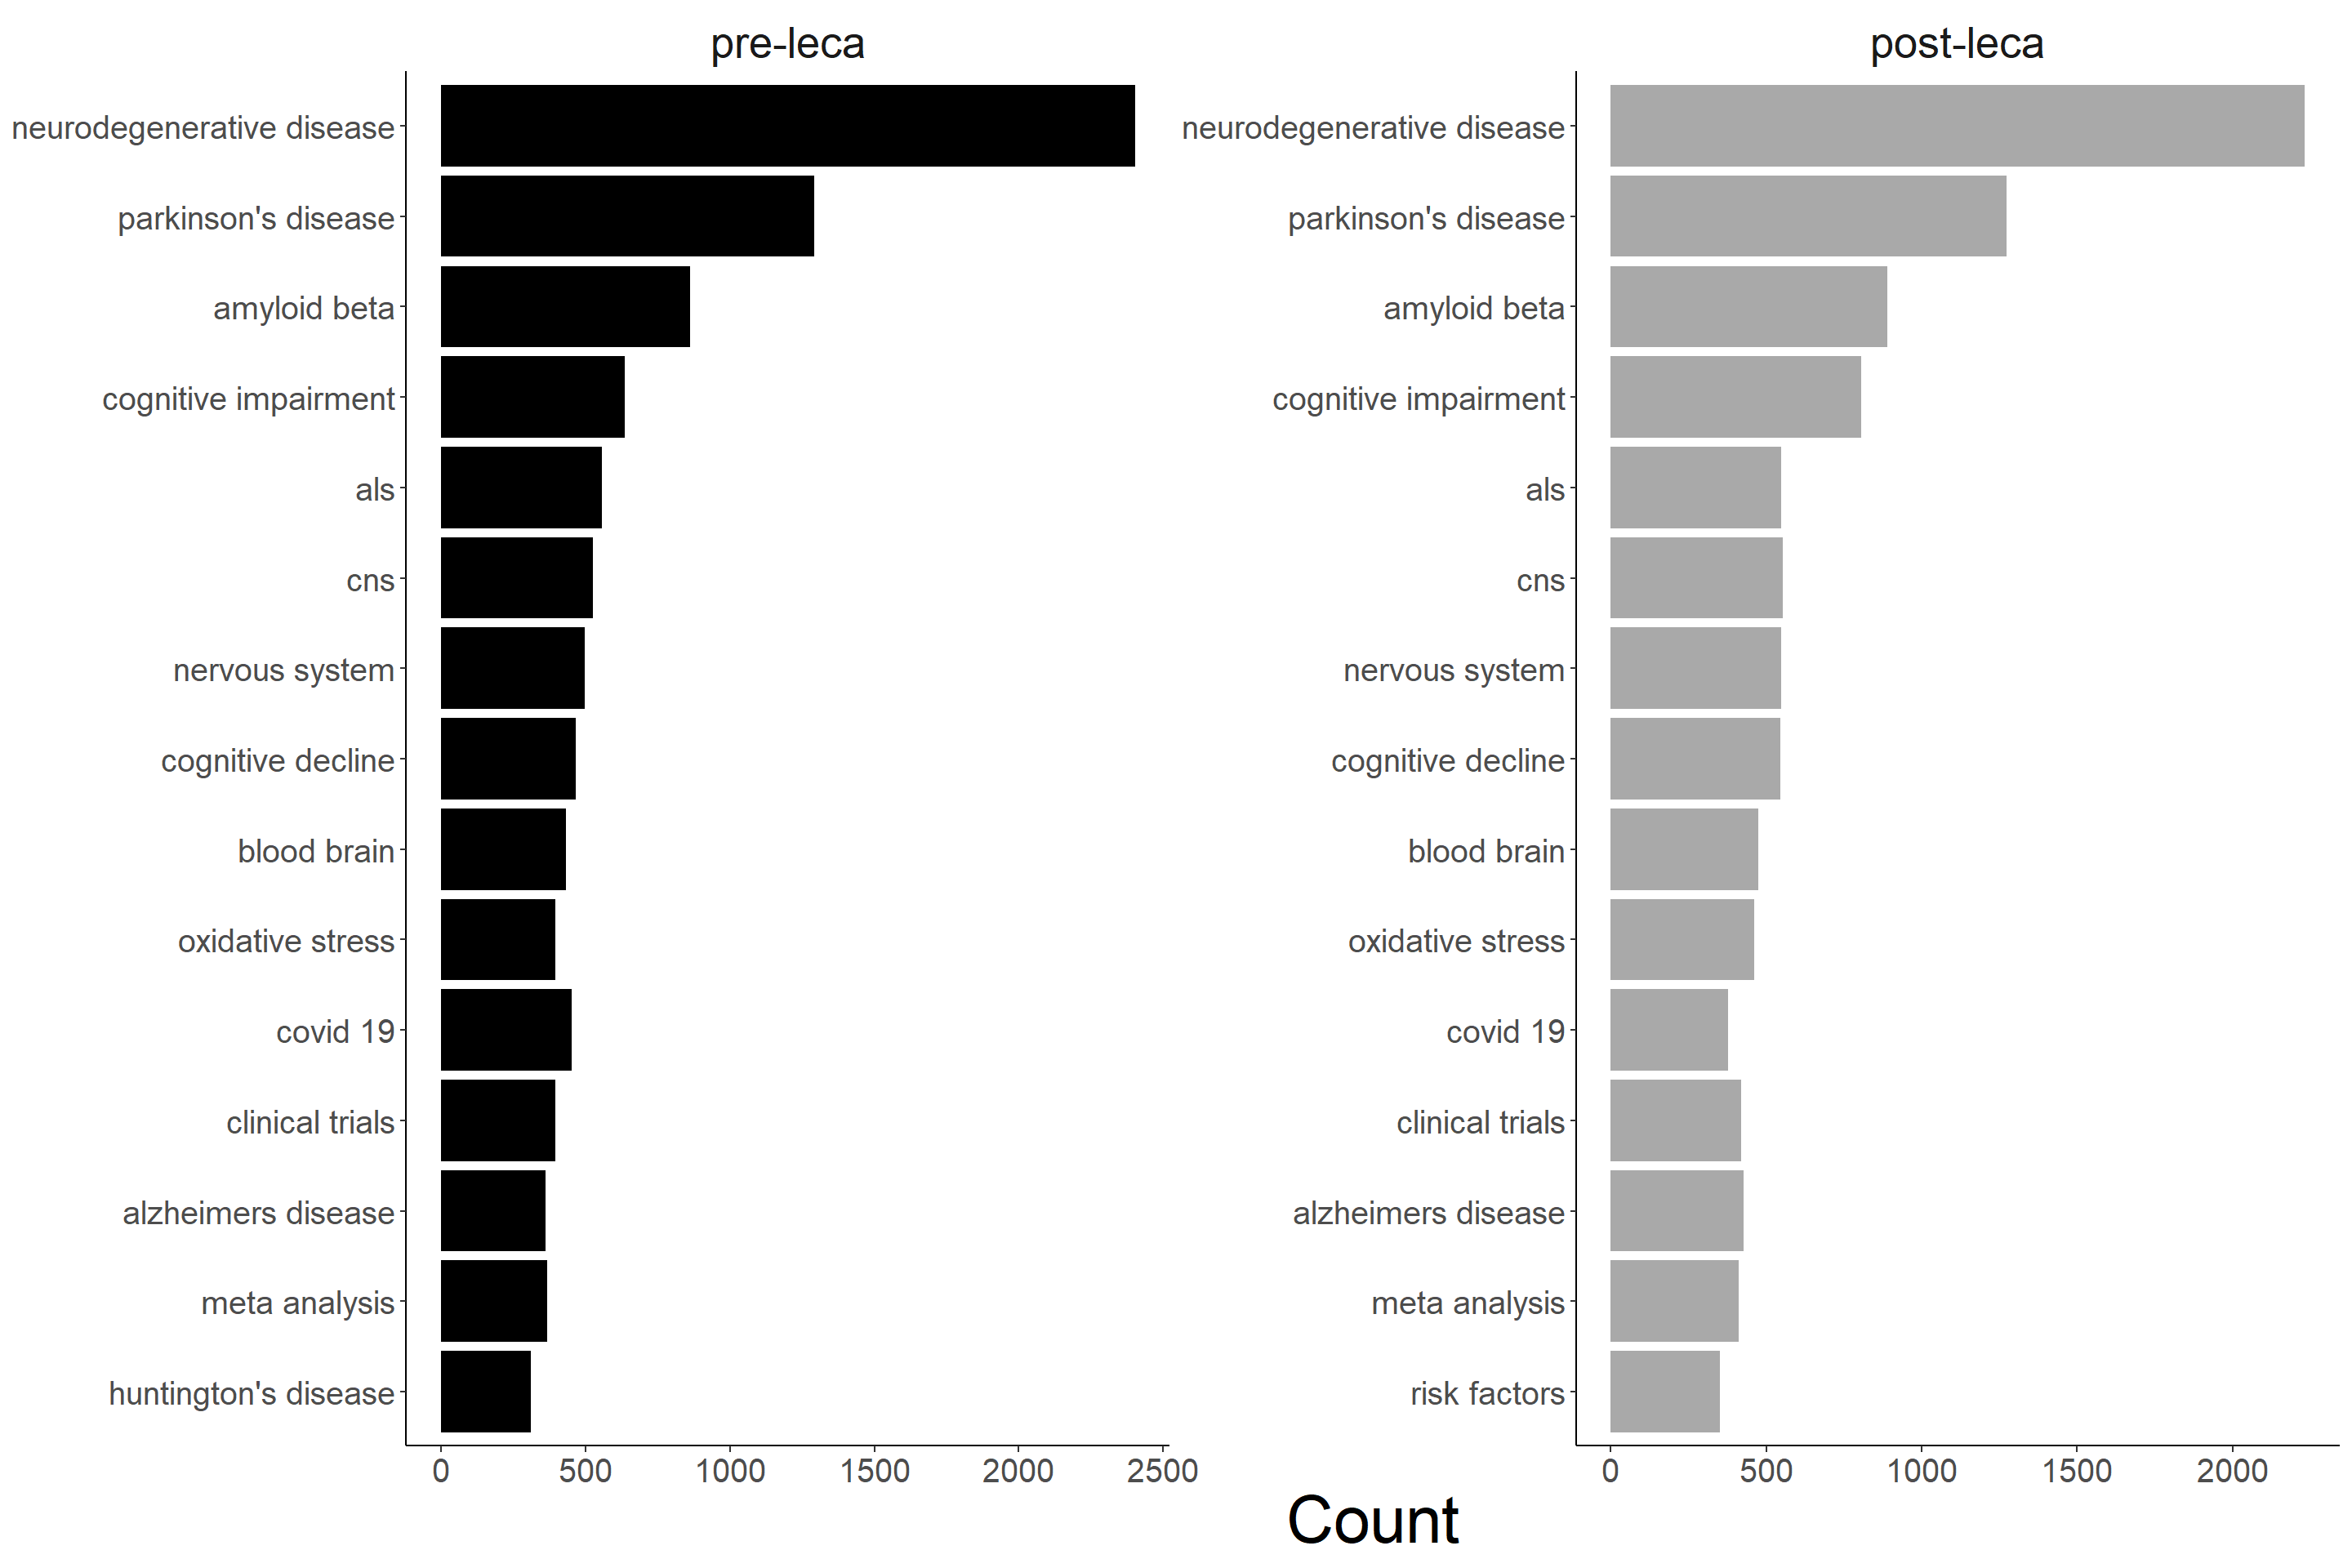 pre-leca
neurodegenerative disease
parkinson's disease
amyloid beta
cognitive impairment
als
cns
nervous system
cognitive decline
blood brain
oxidative stress
covid 19
clinical trials
alzheimers disease
meta analysis
huntington's disease
0 500 1000 1500 2000 2500
post-leca
neurodegenerative disease
parkinson's disease
amyloid beta
cognitive impairment
als
cns
nervous system
cognitive decline
blood brain
oxidative stress
covid 19
clinical trials
alzheimers disease
meta analysis
risk factors
0 500 1000 1500 2000
Count